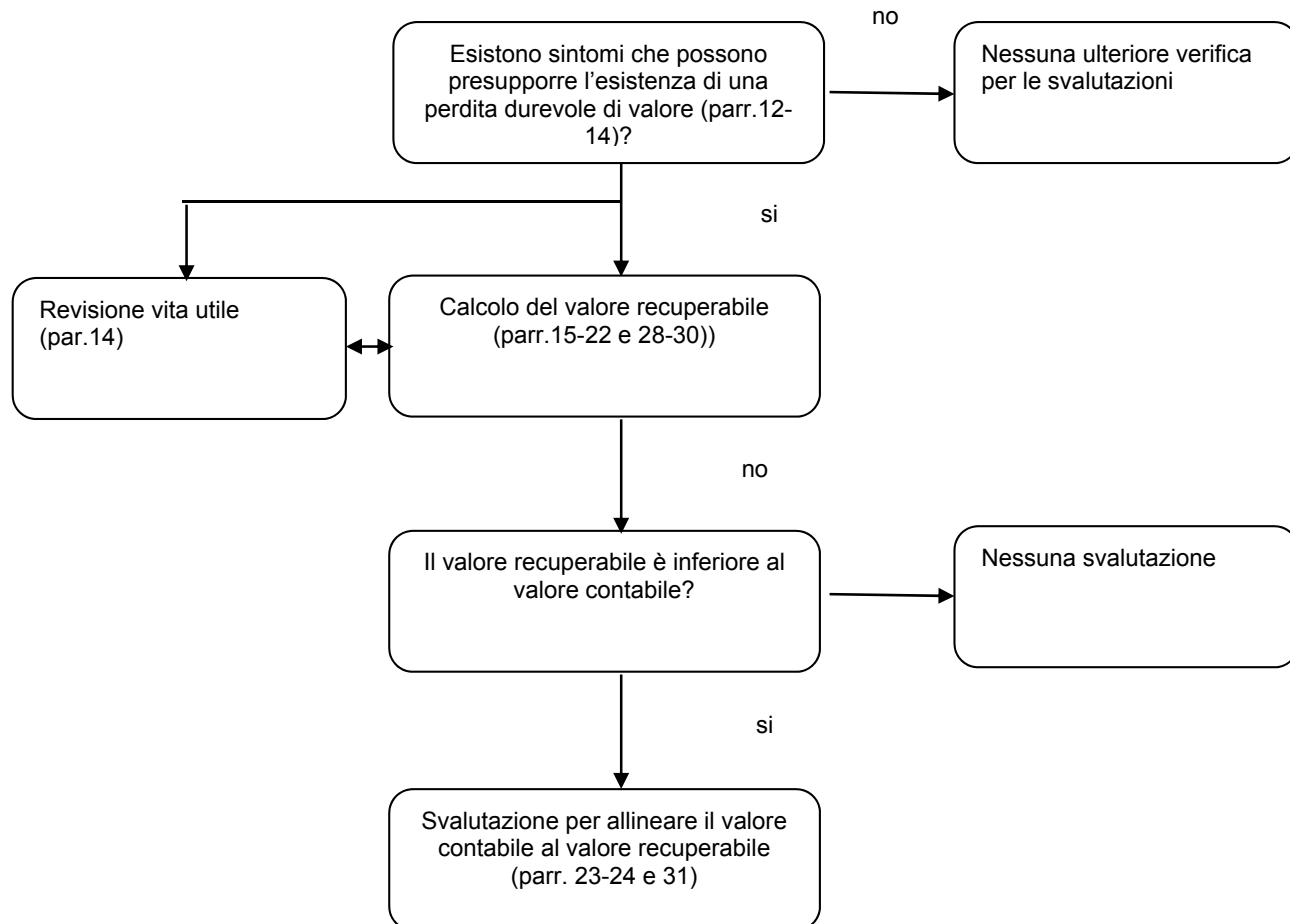 no
Esistono sintomi che possono
presupporre l'esistenza di una
perdita durevole di valore (parr.12-
14)?
Nessuna ulteriore verifica
per le svalutazioni
si
Revisione vita utile
(par.14)
Calcolo del valore recuperabile
(parr.15-22 e 28-30))
no
Il valore recuperabile è inferiore al
valore contabile?
Nessuna svalutazione
si
Svalutazione per allineare il valore
contabile al valore recuperabile
(parr. 23-24 e 31)